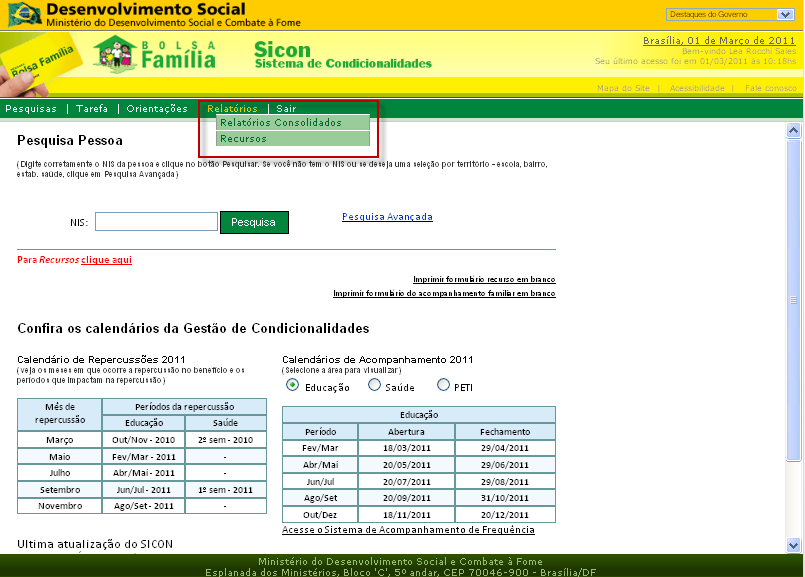 Desenvolvimento Social
Ministério do Desenvolvimento Social e Combate à Fome
Destaques do Governo
Bolsa Família
BOLSA
Família
Sicon
Sistema de Condicionalidades
Brasília, 01 de Março de 2011
Bem-vindo Lea Rocchi Sales
Seu último acesso foi em 01/03/2011 às 10:18hs
Mapa do Site | Acessibilidade | Fale conosco
Pesquisas | Tarefa | Orientações | Relatórios | Sair
Relatórios Consolidados
Recursos
Pesquisa Pessoa
(Digite corretamente o NIS da pessoa e clique no botão Pesquisar. Se você não tem o NIS ou se deseja uma seleção por território - escola, bairro,
estab. saúde, clique em Pesquisa Avançada)
NIS: Pesquisa Pesquisa Avançada
Para Recursos clique aqui
Imprimir formulário recurso em branco
Imprimir formulário do acompanhamento familiar em branco
Confira os calendários da Gestão de Condicionalidades
Calendário de Repercussões 2011
(veja os meses em que ocorre a repercussão no benefício e os
períodos que impactam na repercussão)
Mês de repercussão Períodos da repercussão
Educação Saúde
Março Out/Nov - 2010 2º sem - 2010
Maio Fev/Mar - 2011 -
Julho Abr/Mai - 2011 -
Setembro Jun/Jul - 2011 1º sem - 2011
Novembro Ago/Set - 2011 -
Calendários de Acompanhamento 2011
(Selecione a área para visualizar)
Educação Saúde PETI
Educação
Período Abertura Fechamento
Fev/Mar 18/03/2011 29/04/2011
Abr/Mai 20/05/2011 29/06/2011
Jun/Jul 20/07/2011 29/08/2011
Ago/Set 20/09/2011 31/10/2011
Out/Dez 18/11/2011 20/12/2011
Acesse o Sistema de Acompanhamento de Frequência
Ultima atualização do SICON
Ministério do Desenvolvimento Social e Combate à Fome
Esplanada dos Ministérios, Bloco 'C', 5º andar, CEP 70046-900 - Brasília/DF